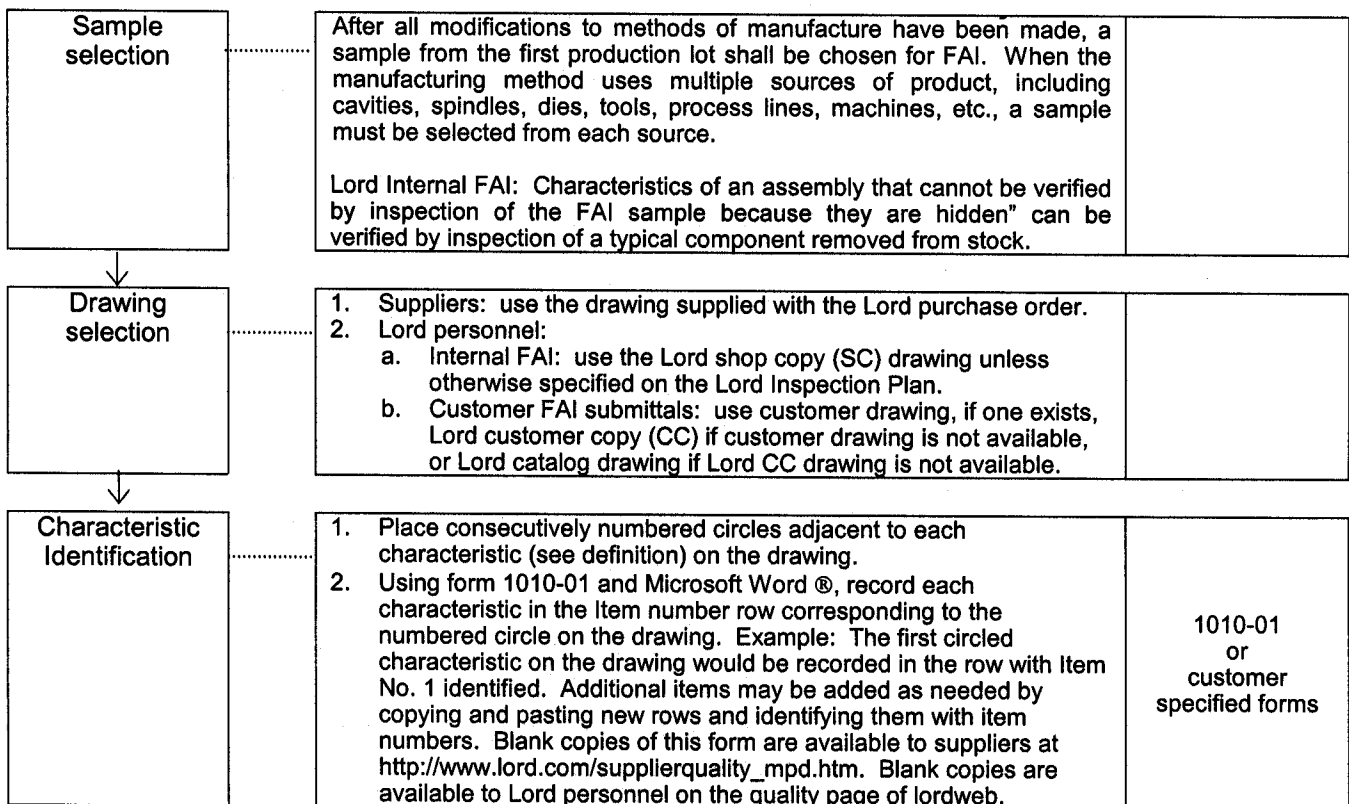 Sample
selection
After all modifications to methods of manufacture have been made, a
sample from the first production lot shall be chosen for FAI. When the
manufacturing method uses multiple sources of product, including
cavities, spindles, dies, tools, process lines, machines, etc., a sample
must be selected from each source.
Lord Internal FAI: Characteristics of an assembly that cannot be verified
by inspection of the FAI sample because they are hidden" can be
verified by inspection of a typical component removed from stock.
Drawing
selection
1. Suppliers: use the drawing supplied with the Lord purchase order.
2. Lord personnel:
a. Internal FAI: use the Lord shop copy (SC) drawing unless
otherwise specified on the Lord Inspection Plan.
b. Customer FAI submittals: use customer drawing, if one exists,
Lord customer copy (CC) if customer drawing is not available,
or Lord catalog drawing if Lord CC drawing is not available.
Characteristic
Identification
1. Place consecutively numbered circles adjacent to each
characteristic (see definition) on the drawing.
2. Using form 1010-01 and Microsoft Word ®, record each
characteristic in the Item number row corresponding to the
numbered circle on the drawing. Example: The first circled
characteristic on the drawing would be recorded in the row with Item
No. 1 identified. Additional items may be added as needed by
copying and pasting new rows and identifying them with item
numbers. Blank copies of this form are available to suppliers at
http://www.lord.com/supplierquality_mpd.htm. Blank copies are
available to Lord personnel on the quality page of lordweb.
1010-01
or
customer
specified forms